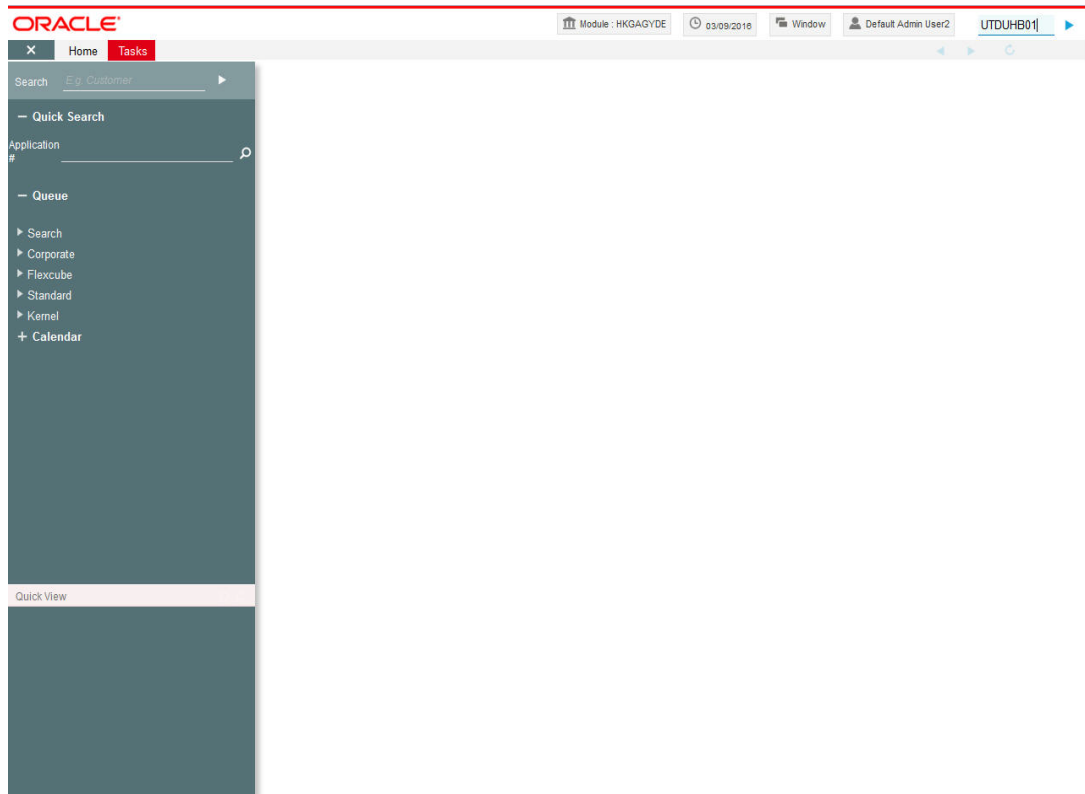 ORACLE
Module : HKGAGYDE 03/09/2016 Window Default Admin User2 UTDUHB01
Home Tasks
Search E.g. Customer
Quick Search
Application
#
Queue
Search
Corporate
Flexcube
Standard
Kernel
Calendar
Quick View